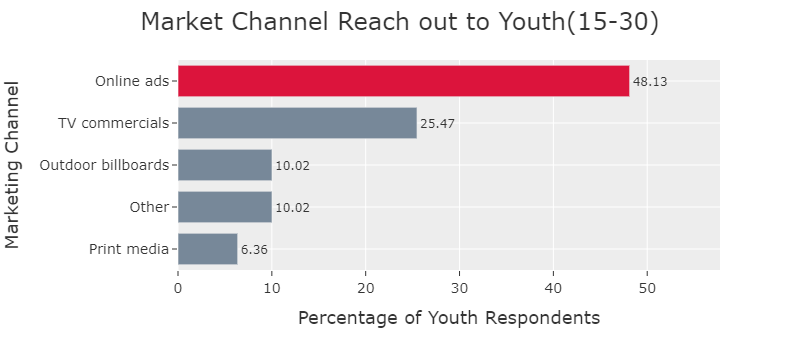 Market Channel Reach out to Youth(15-30)
Marketing Channel
Online ads
48.13
TV commercials
25.47
Outdoor billboards
10.02
Other
10.02
Print media
6.36
0 10 20 30 40 50
Percentage of Youth Respondents